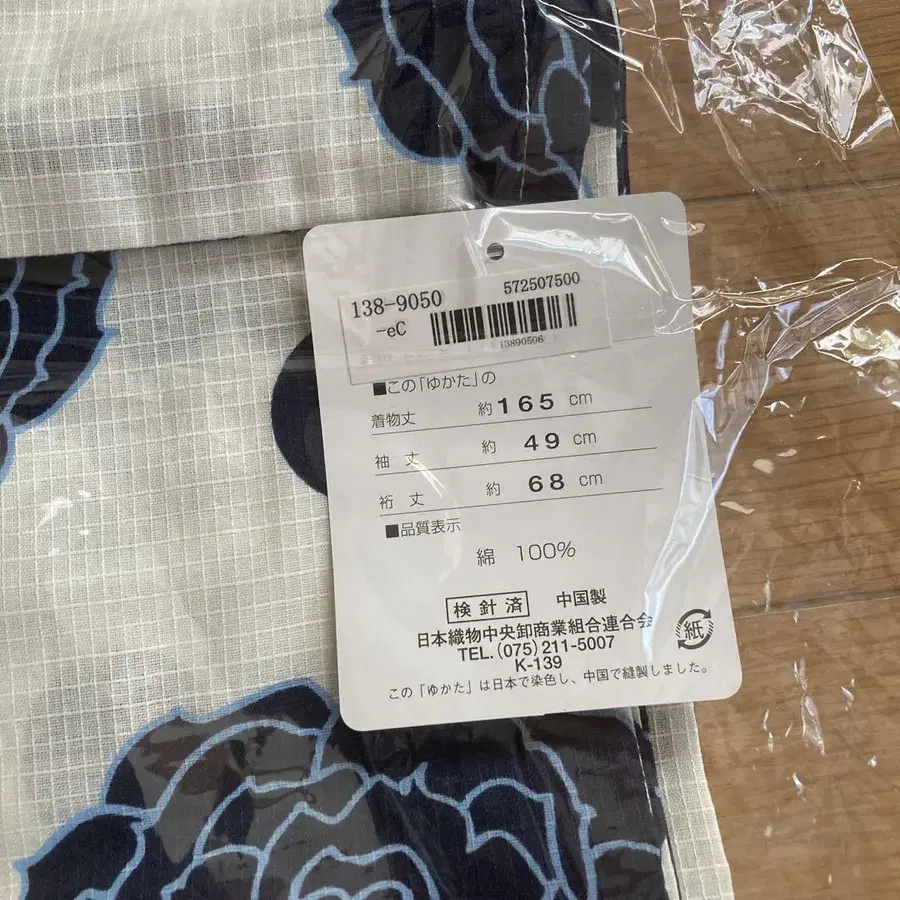 572507500
138-9050
-eC
13890506
■この「ゆかた」の
着物丈 約165 cm
袖丈 約 49 cm
裄丈 約 68 cm
■品質表示
綿 100%
検針済 中国製
日本織物中央卸商業組合連合会
TEL.(075)211-5007
K-139
紙
この「ゆかた」は日本で染色し、中国で縫製しました。